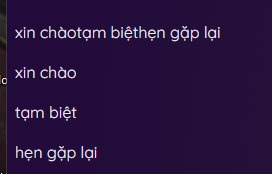 xin chàotạm biệthẹn gặp lại
xin chào
tạm biệt
hẹn gặp lại